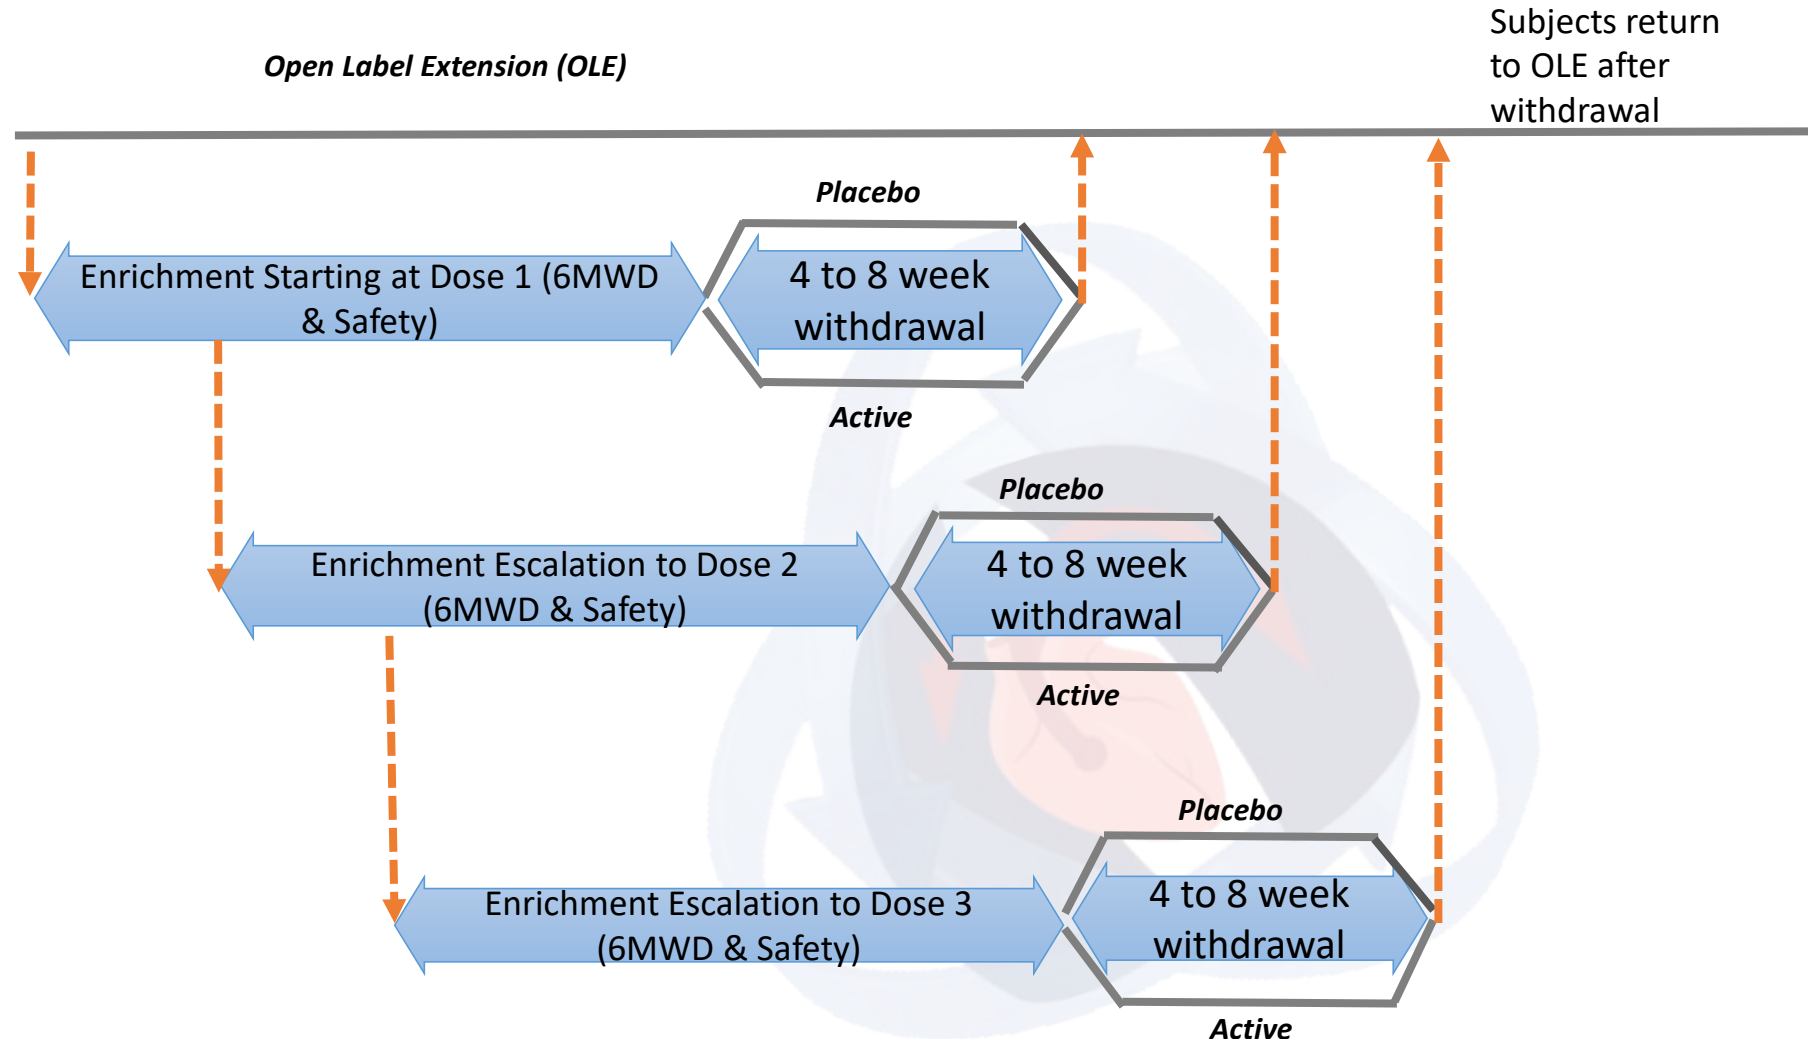 Subjects return
to OLE after
withdrawal
Open Label Extension (OLE)
Placebo
Enrichment Starting at Dose 1 (6MWD
& Safety)
4 to 8 week
withdrawal
Active
Placebo
Enrichment Escalation to Dose 2
(6MWD & Safety)
4 to 8 week
withdrawal
Active
Placebo
Enrichment Escalation to Dose 3
(6MWD & Safety)
4 to 8 week
withdrawal
Active